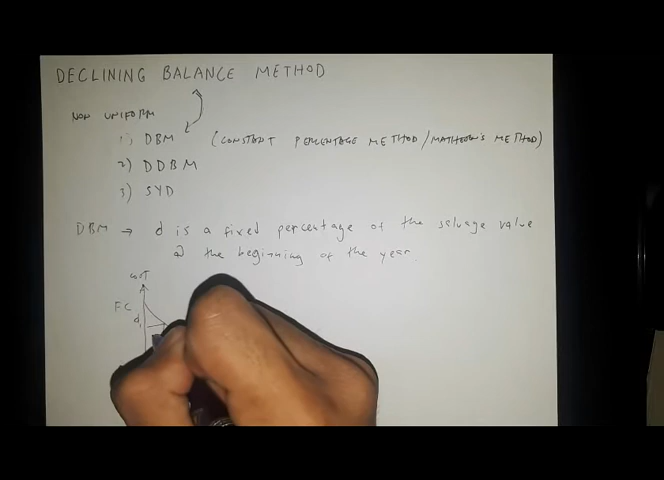 DECLINING BALANCE METHOD
NON UNIFORM
1) DBM (CONSTANT PERCENTAGE METHOD/MATHESON'S METHOD)
2) DDBM
3) SYD
DBM → d is a fixed percentage of the salvage value
@ the beginning of the year.
COST
FC
d1